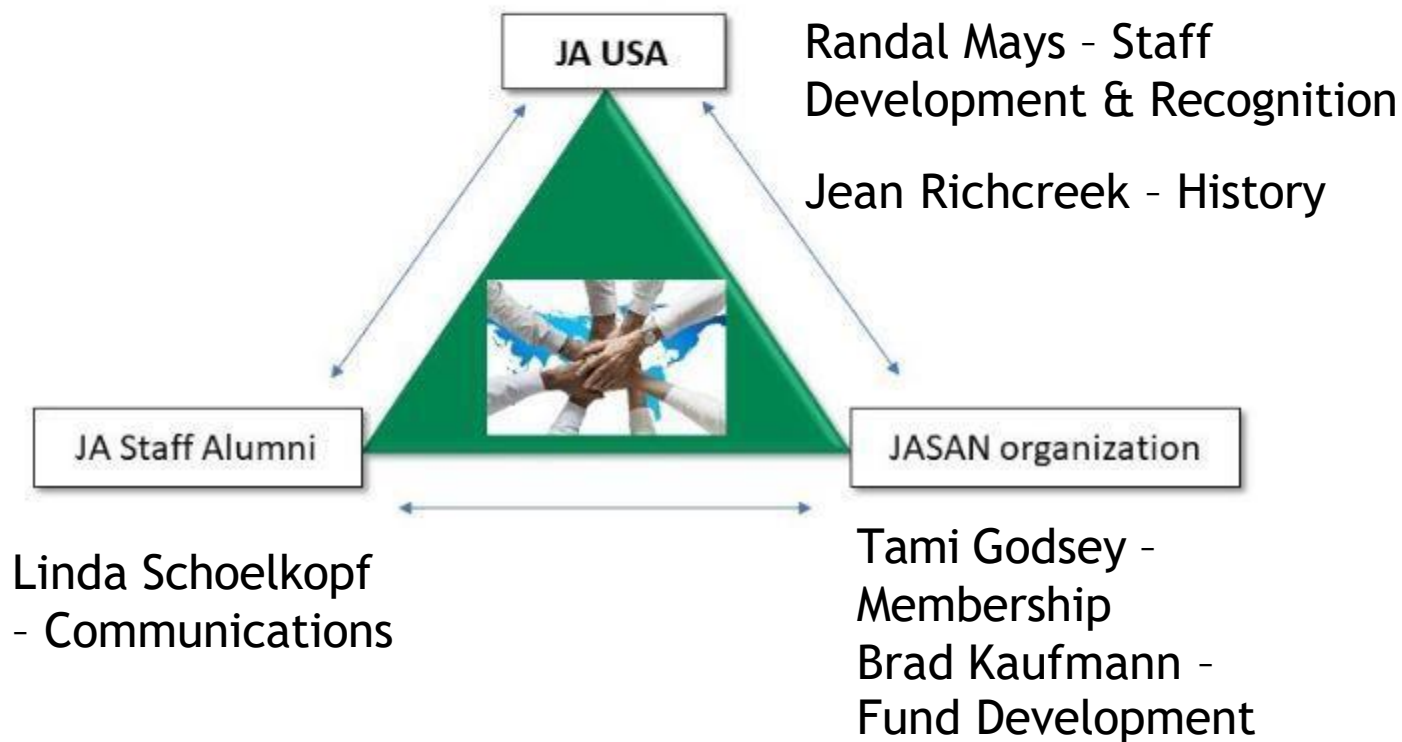 JA USA
Randal Mays – Staff
Development & Recognition
Jean Richcreek – History
JA Staff Alumni
JASAN organization
Linda Schoelkopf
– Communications
Tami Godsey –
Membership
Brad Kaufmann –
Fund Development